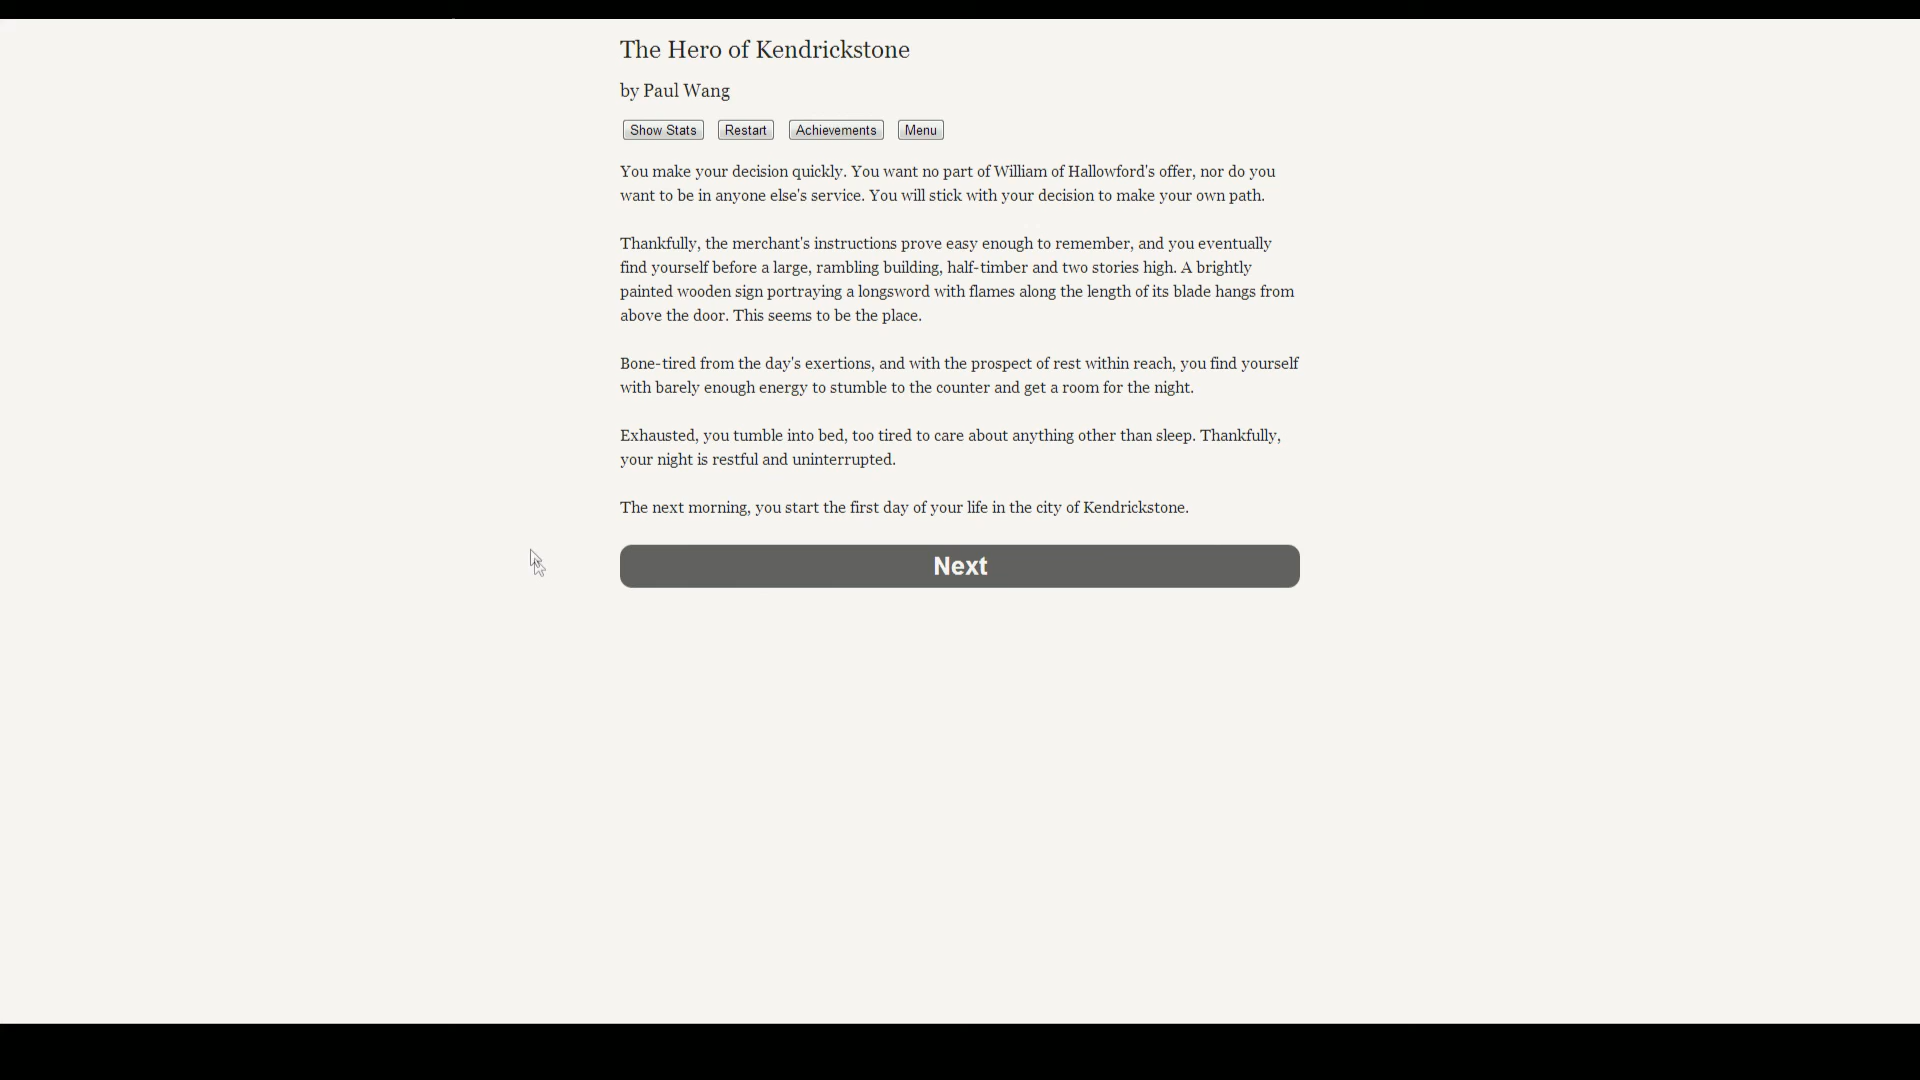 The Hero of Kendrickstone
by Paul Wang
Show Stats Restart Achievements Menu
You make your decision quickly. You want no part of William of Hallowford's offer, nor do you
want to be in anyone else's service. You will stick with your decision to make your own path.
Thankfully, the merchant's instructions prove easy enough to remember, and you eventually
find yourself before a large, rambling building, half-timber and two stories high. A brightly
painted wooden sign portraying a longsword with flames along the length of its blade hangs from
above the door. This seems to be the place.
Bone-tired from the day's exertions, and with the prospect of rest within reach, you find yourself
with barely enough energy to stumble to the counter and get a room for the night.
Exhausted, you tumble into bed, too tired to care about anything other than sleep. Thankfully,
your night is restful and uninterrupted.
The next morning, you start the first day of your life in the city of Kendrickstone.
Next